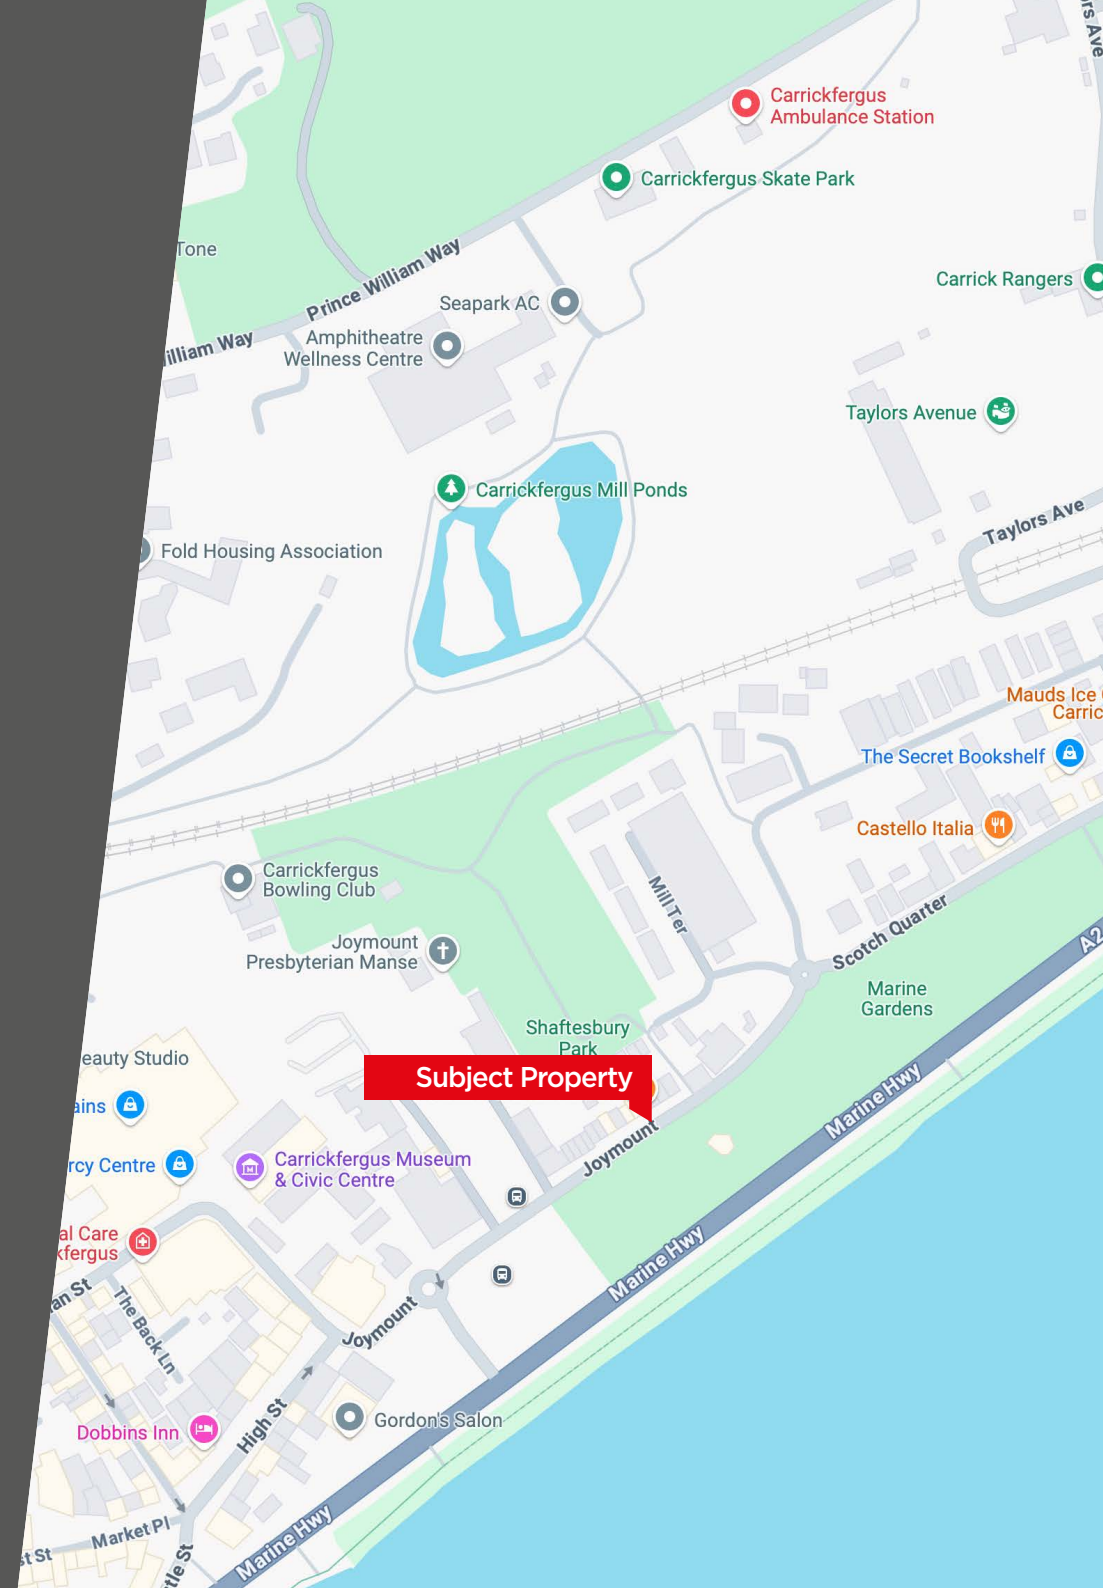 ors Ave
Carrickfergus
Ambulance Station
Carrickfergus Skate Park
Tone
Prince William Way
Carrick Rangers
Seapark AC
illiam Way
Amphitheatre
Wellness Centre
Taylors Avenue
Carrickfergus Mill Ponds
Taylors Ave
Fold Housing Association
Mauds Ice
Carric
The Secret Bookshelf
Castello Italia
Carrickfergus
Bowling Club
Mill Ter
Scotch Quarter
A2
Joymount
Presbyterian Manse
Marine
Gardens
Shaftesbury
Park
eauty Studio
Subject Property
ains
Marine Hwy
Joymount
rcy Centre
Carrickfergus Museum
& Civic Centre
al Care
kfergus
Marine Hwy
an St
The Back Ln
Joymount
High St
Dobbins Inn
Gordon's Salon
Market Pl
Marine Hwy
st St
tle St